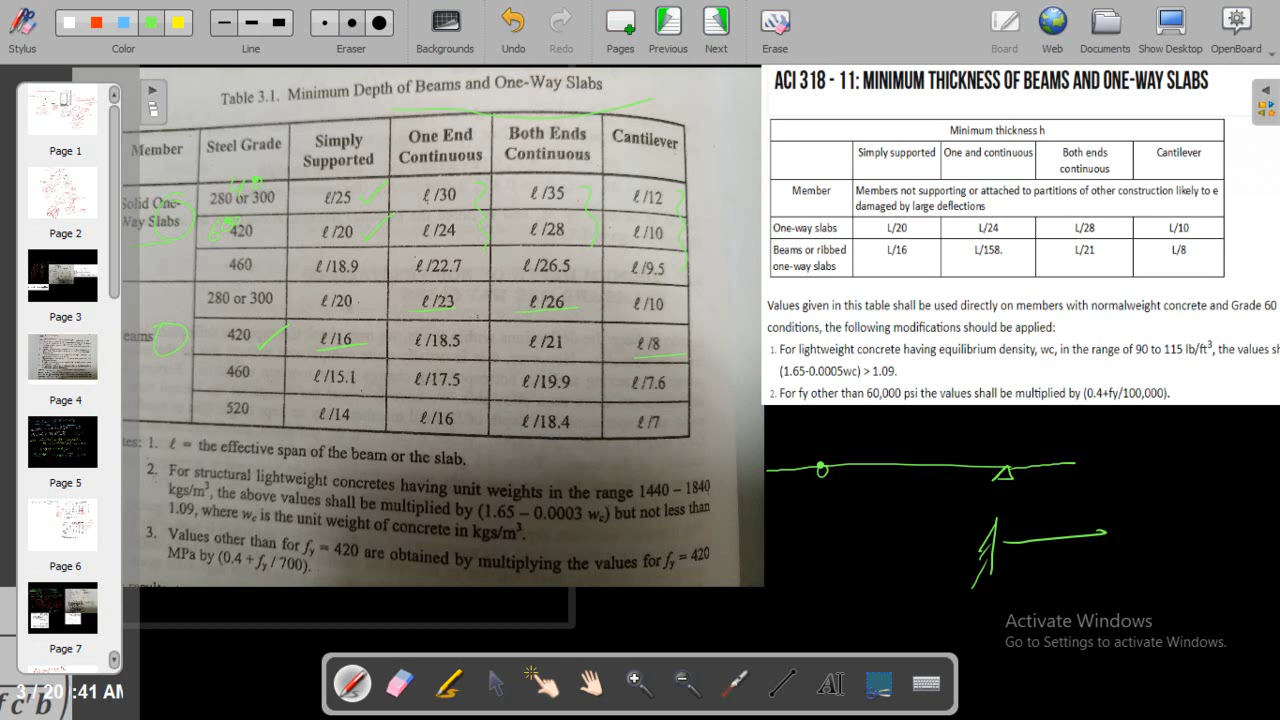 Stylus
Color
Line
Eraser
Backgrounds
Undo
Redo
Pages
Previous
Next
Erase
Board
Web
Documents
Show Desktop
OpenBoard
Page 1
Page 2
Page 3
Page 4
Page 5
Page 6
Page 7
Table 3.1. Minimum Depth of Beams and One-Way Slabs
Member Steel Grade Simply Supported One End Continuous Both Ends Continuous Cantilever
Solid One-Way Slabs 280 or 300 ℓ/25 ℓ/30 ℓ/35 ℓ/12
420 ℓ/20 ℓ/24 ℓ/28 ℓ/10
460 ℓ/18.9 ℓ/22.7 ℓ/26.5 ℓ/9.5
280 or 300 ℓ/20 ℓ/23 ℓ/26 ℓ/10
eams 420 ℓ/16 ℓ/18.5 ℓ/21 ℓ/8
460 ℓ/15.1 ℓ/17.5 ℓ/19.9 ℓ/7.6
520 ℓ/14 ℓ/16 ℓ/18.4 ℓ/7
tes: 1. ℓ = the effective span of the beam or the slab.
2. For structural lightweight concretes having unit weights in the range 1440 – 1840
kgs/m³, the above values shall be multiplied by (1.65 – 0.0003 wc) but not less than
1.09, where wc is the unit weight of concrete in kgs/m³.
3. Values other than for fy = 420 are obtained by multiplying the values for fy = 420
MPa by (0.4 + fy / 700).
ACI 318 - 11: MINIMUM THICKNESS OF BEAMS AND ONE-WAY SLABS
Minimum thickness h
Simply supported One and continuous Both ends continuous Cantilever
Member Members not supporting or attached to partitions of other construction likely to e
damaged by large deflections
One-way slabs L/20 L/24 L/28 L/10
Beams or ribbed one-way slabs L/16 L/158. L/21 L/8
Values given in this table shall be used directly on members with normalweight concrete and Grade 60
conditions, the following modifications should be applied:
1. For lightweight concrete having equilibrium density, wc, in the range of 90 to 115 lb/ft³, the values sh
(1.65-0.0005wc) > 1.09.
2. For fy other than 60,000 psi the values shall be multiplied by (0.4+fy/100,000).
Activate Windows
Go to Settings to activate Windows.
3 / 20 :41 AM
f c' b
AI